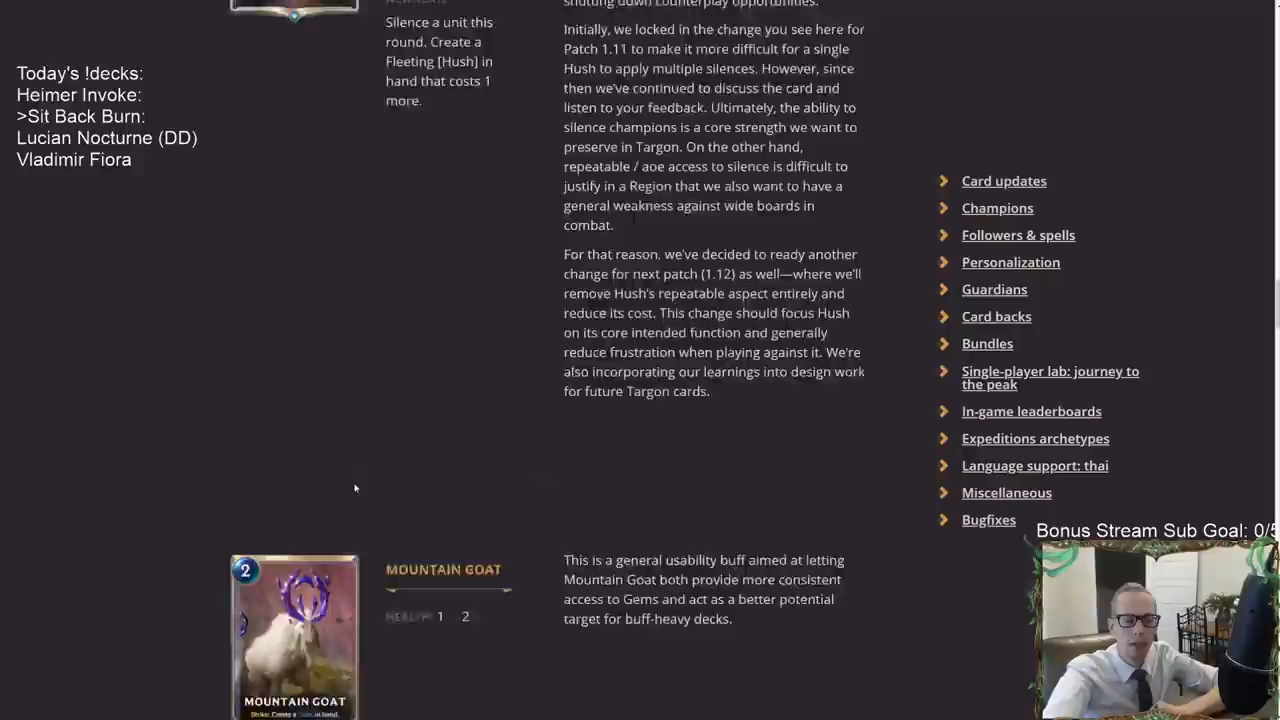 shutting down counterplay opportunities.
Silence a unit this
round. Create a
Fleeting [Hush] in
hand that costs 1
more.
Initially, we locked in the change you see here for
Patch 1.11 to make it more difficult for a single
Hush to apply multiple silences. However, since
then we've continued to discuss the card and
listen to your feedback. Ultimately, the ability to
silence champions is a core strength we want to
preserve in Targon. On the other hand,
repeatable / aoe access to silence is difficult to
justify in a Region that we also want to have a
general weakness against wide boards in
combat.
For that reason, we've decided to ready another
change for next patch (1.12) as well—where we'll
remove Hush's repeatable aspect entirely and
reduce its cost. This change should focus Hush
on its core intended function and generally
reduce frustration when playing against it. We're
also incorporating our learnings into design work
for future Targon cards.
Today's !decks:
Heimer Invoke:
>Sit Back Burn:
Lucian Nocturne (DD)
Vladimir Fiora
Card updates
Champions
Followers & spells
Personalization
Guardians
Card backs
Bundles
Single-player lab: journey to
the peak
In-game leaderboards
Expeditions archetypes
Language support: thai
Miscellaneous
Bugfixes
Bonus Stream Sub Goal: 0/5
2
MOUNTAIN GOAT
Strike: Create a Gem in hand.
MOUNTAIN GOAT
HEALTH 1 2
This is a general usability buff aimed at letting
Mountain Goat both provide more consistent
access to Gems and act as a better potential
target for buff-heavy decks.